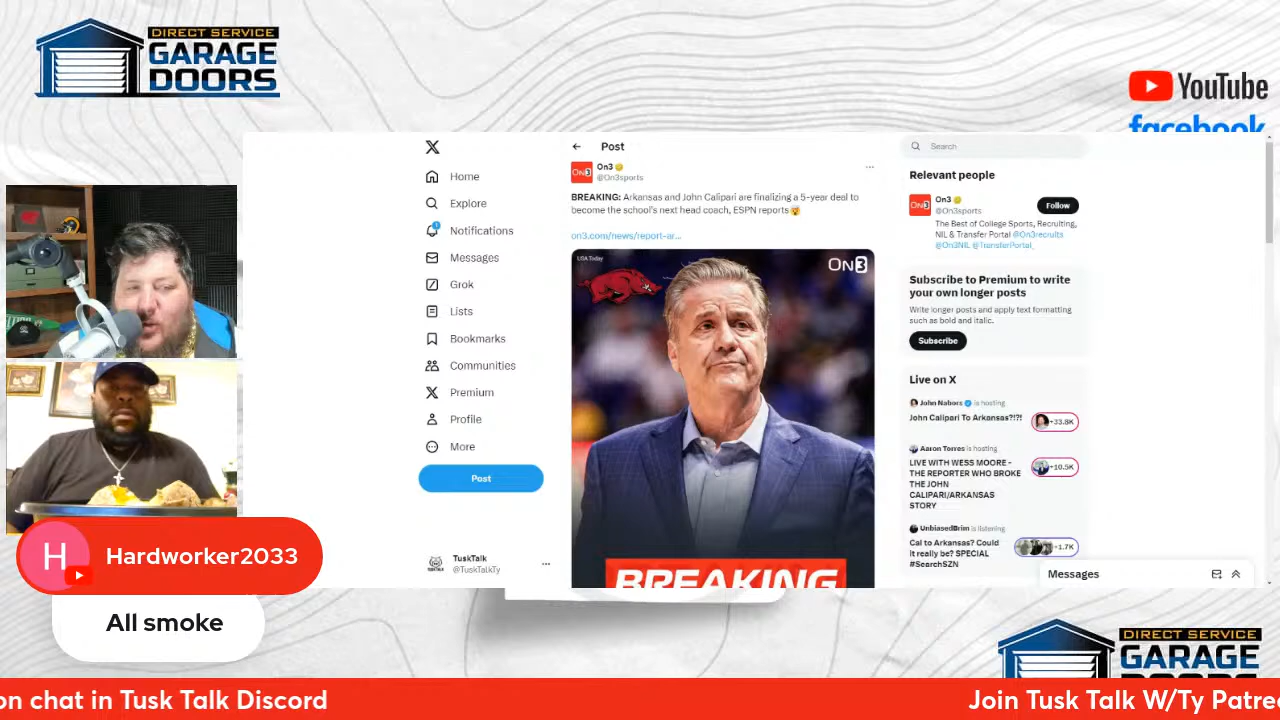 DIRECT SERVICE
GARAGE
DOORS
YouTube
facebook
X
Home
Explore
Notifications
Messages
Grok
Lists
Bookmarks
Communities
Premium
Profile
More
Post
TuskTalk
@TuskTalkTy
Post
On3
@On3sports
BREAKING: Arkansas and John Calipari are finalizing a 5-year deal to
become the school's next head coach, ESPN reports
on3.com/news/report-ar...
USA Today
ON3
BREAKING
Search
Relevant people
On3
@On3sports
Follow
The Best of College Sports, Recruiting,
NIL & Transfer Portal @On3recruits
@On3NIL @TransferPortal_
Subscribe to Premium to write
your own longer posts
Write longer posts and apply text formatting
such as bold and italic.
Subscribe
Live on X
John Nabors is hosting
John Calipari To Arkansas?!?!
+33.8K
Aaron Torres is hosting
LIVE WITH WESS MOORE -
THE REPORTER WHO BROKE
THE JOHN
CALIPARI/ARKANSAS
STORY
+10.5K
UnbiasedBrim is listening
Cal to Arkansas? Could
it really be? SPECIAL
#SearchSZN
+1.7K
Messages
H
Hardworker2033
All smoke
DIRECT SERVICE
GARAGE
on chat in Tusk Talk Discord
Join Tusk Talk W/Ty Patre